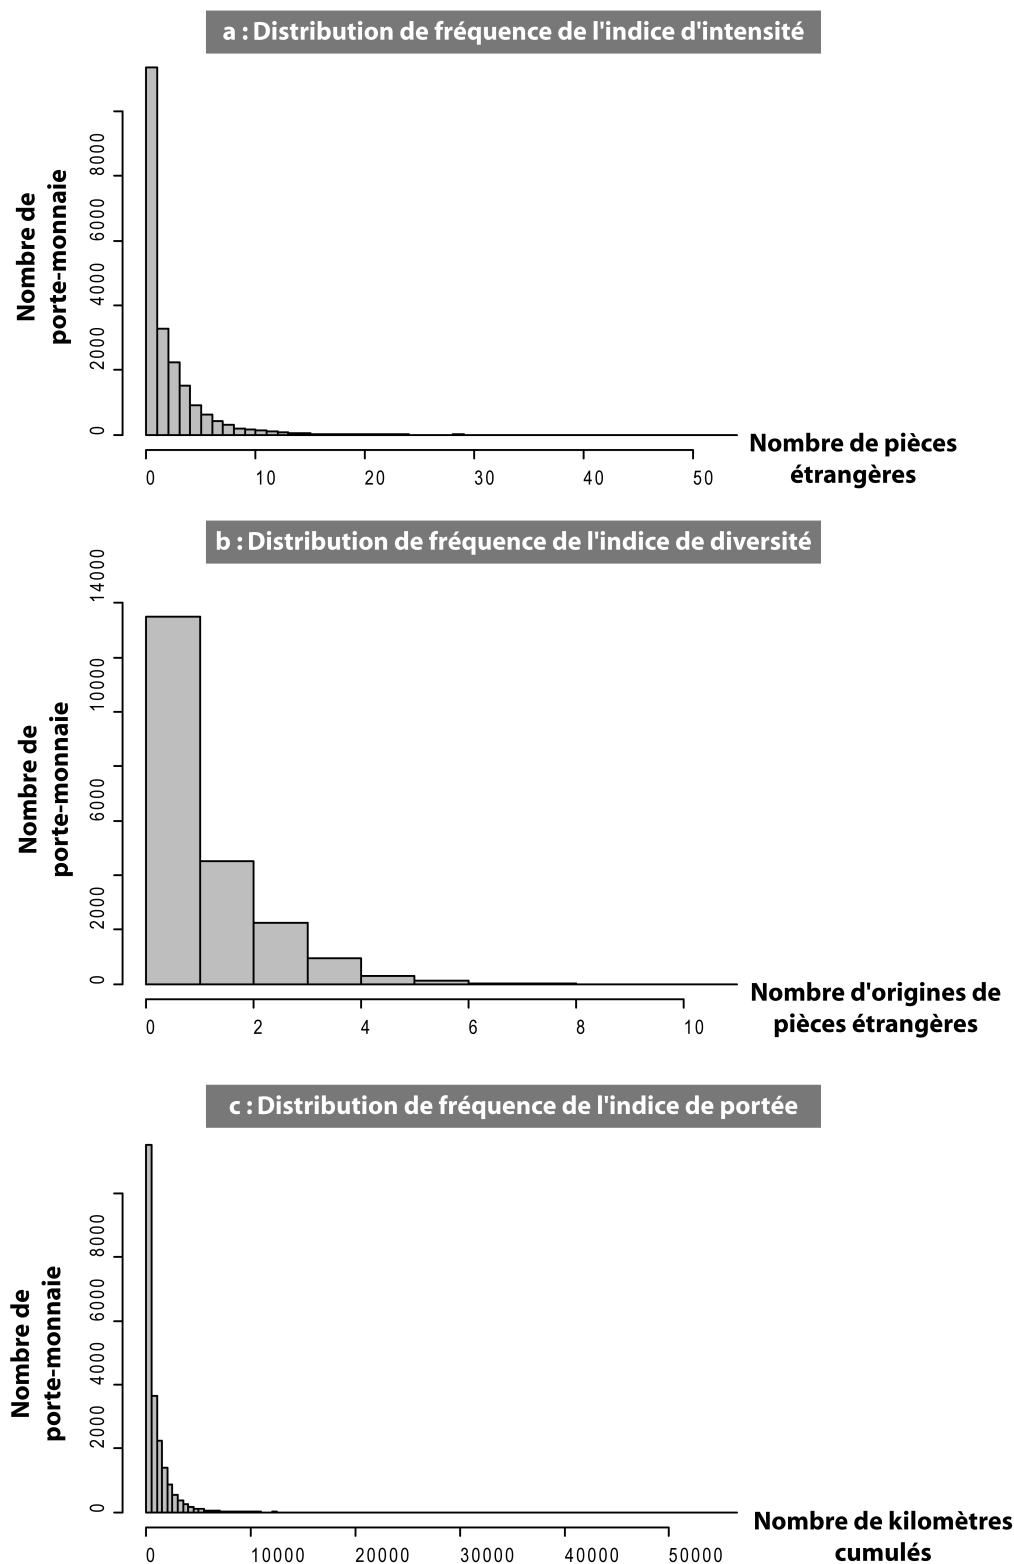 a : Distribution de fréquence de l'indice d'intensité
Nombre de
porte-monnaie
8000
6000
4000
2000
0
0 10 20 30 40 50
Nombre de pièces
étrangères
b : Distribution de fréquence de l'indice de diversité
Nombre de
porte-monnaie
14000
10000
6000
2000
0
0 2 4 6 8 10
Nombre d'origines de
pièces étrangères
c : Distribution de fréquence de l'indice de portée
Nombre de
porte-monnaie
8000
6000
4000
2000
0
0 10000 20000 30000 40000 50000
Nombre de kilomètres
cumulés